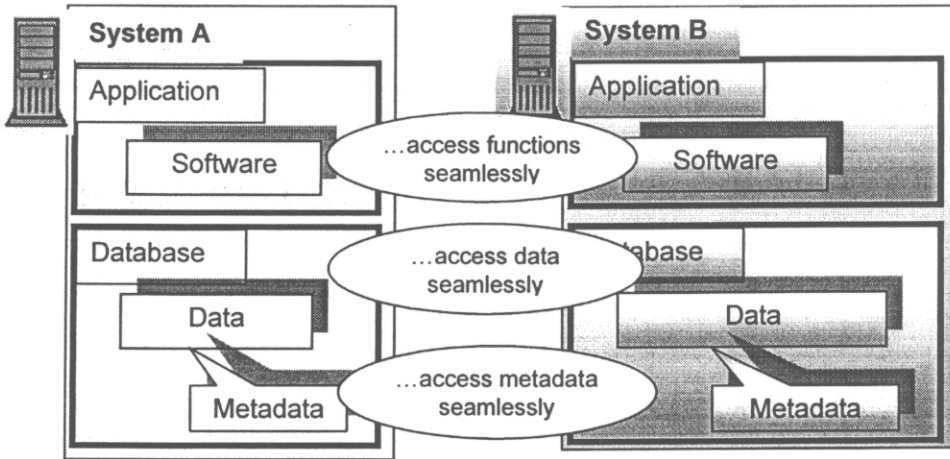 System A
System B
Application
Application
Software
…access functions
seamlessly
Software
Database
…access data
seamlessly
tabase
Data
Data
…access metadata
seamlessly
Metadata
Metadata